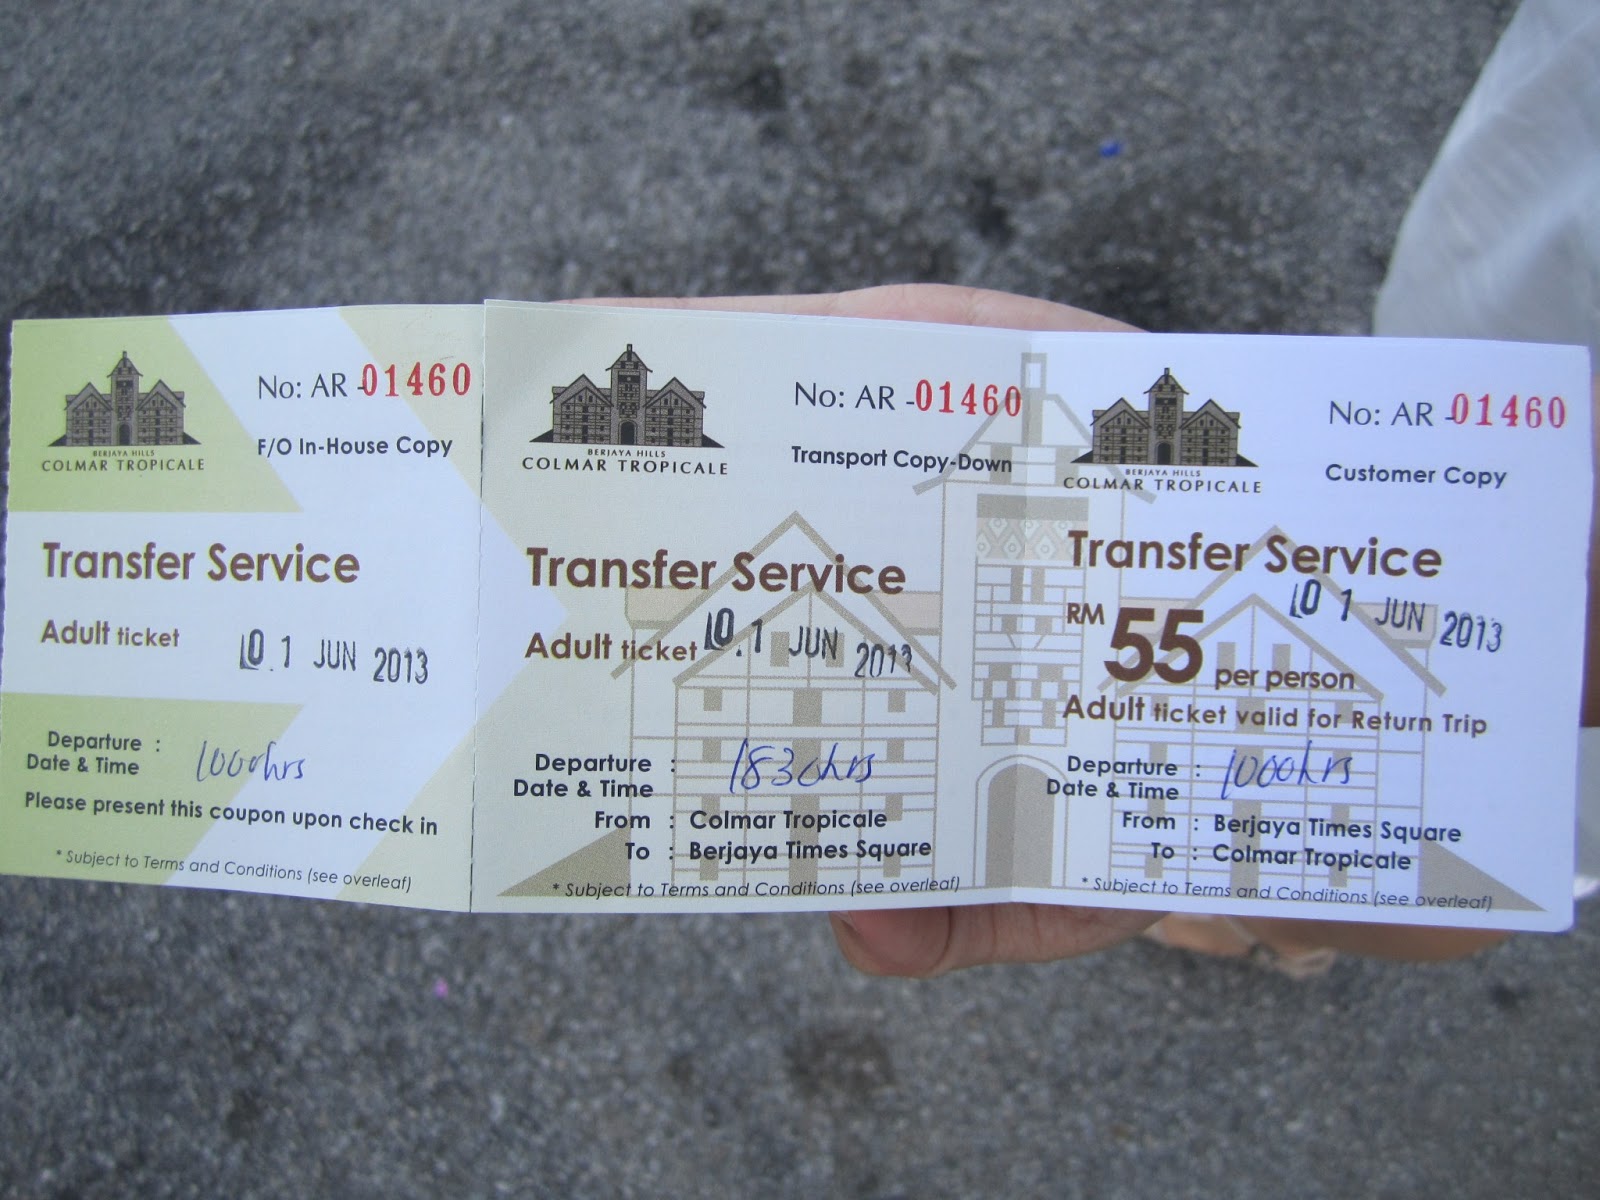 BERJAYA HILLS
COLMAR TROPICALE
No: AR -01460
F/O In-House Copy
Transfer Service
Adult ticket
01 JUN 2013
Departure :
Date & Time
1000hrs
Please present this coupon upon check in
* Subject to Terms and Conditions (see overleaf)
BERJAYA HILLS
COLMAR TROPICALE
No: AR -01460
Transport Copy-Down
Transfer Service
Adult ticket
01 JUN 2013
Departure :
Date & Time
1830hrs
From : Colmar Tropicale
To : Berjaya Times Square
* Subject to Terms and Conditions (see overleaf)
BERJAYA HILLS
COLMAR TROPICALE
No: AR -01460
Customer Copy
Transfer Service
01 JUN 2013
RM 55 per person
Adult ticket valid for Return Trip
Departure :
Date & Time
1000hrs
From : Berjaya Times Square
To : Colmar Tropicale
* Subject to Terms and Conditions (see overleaf)